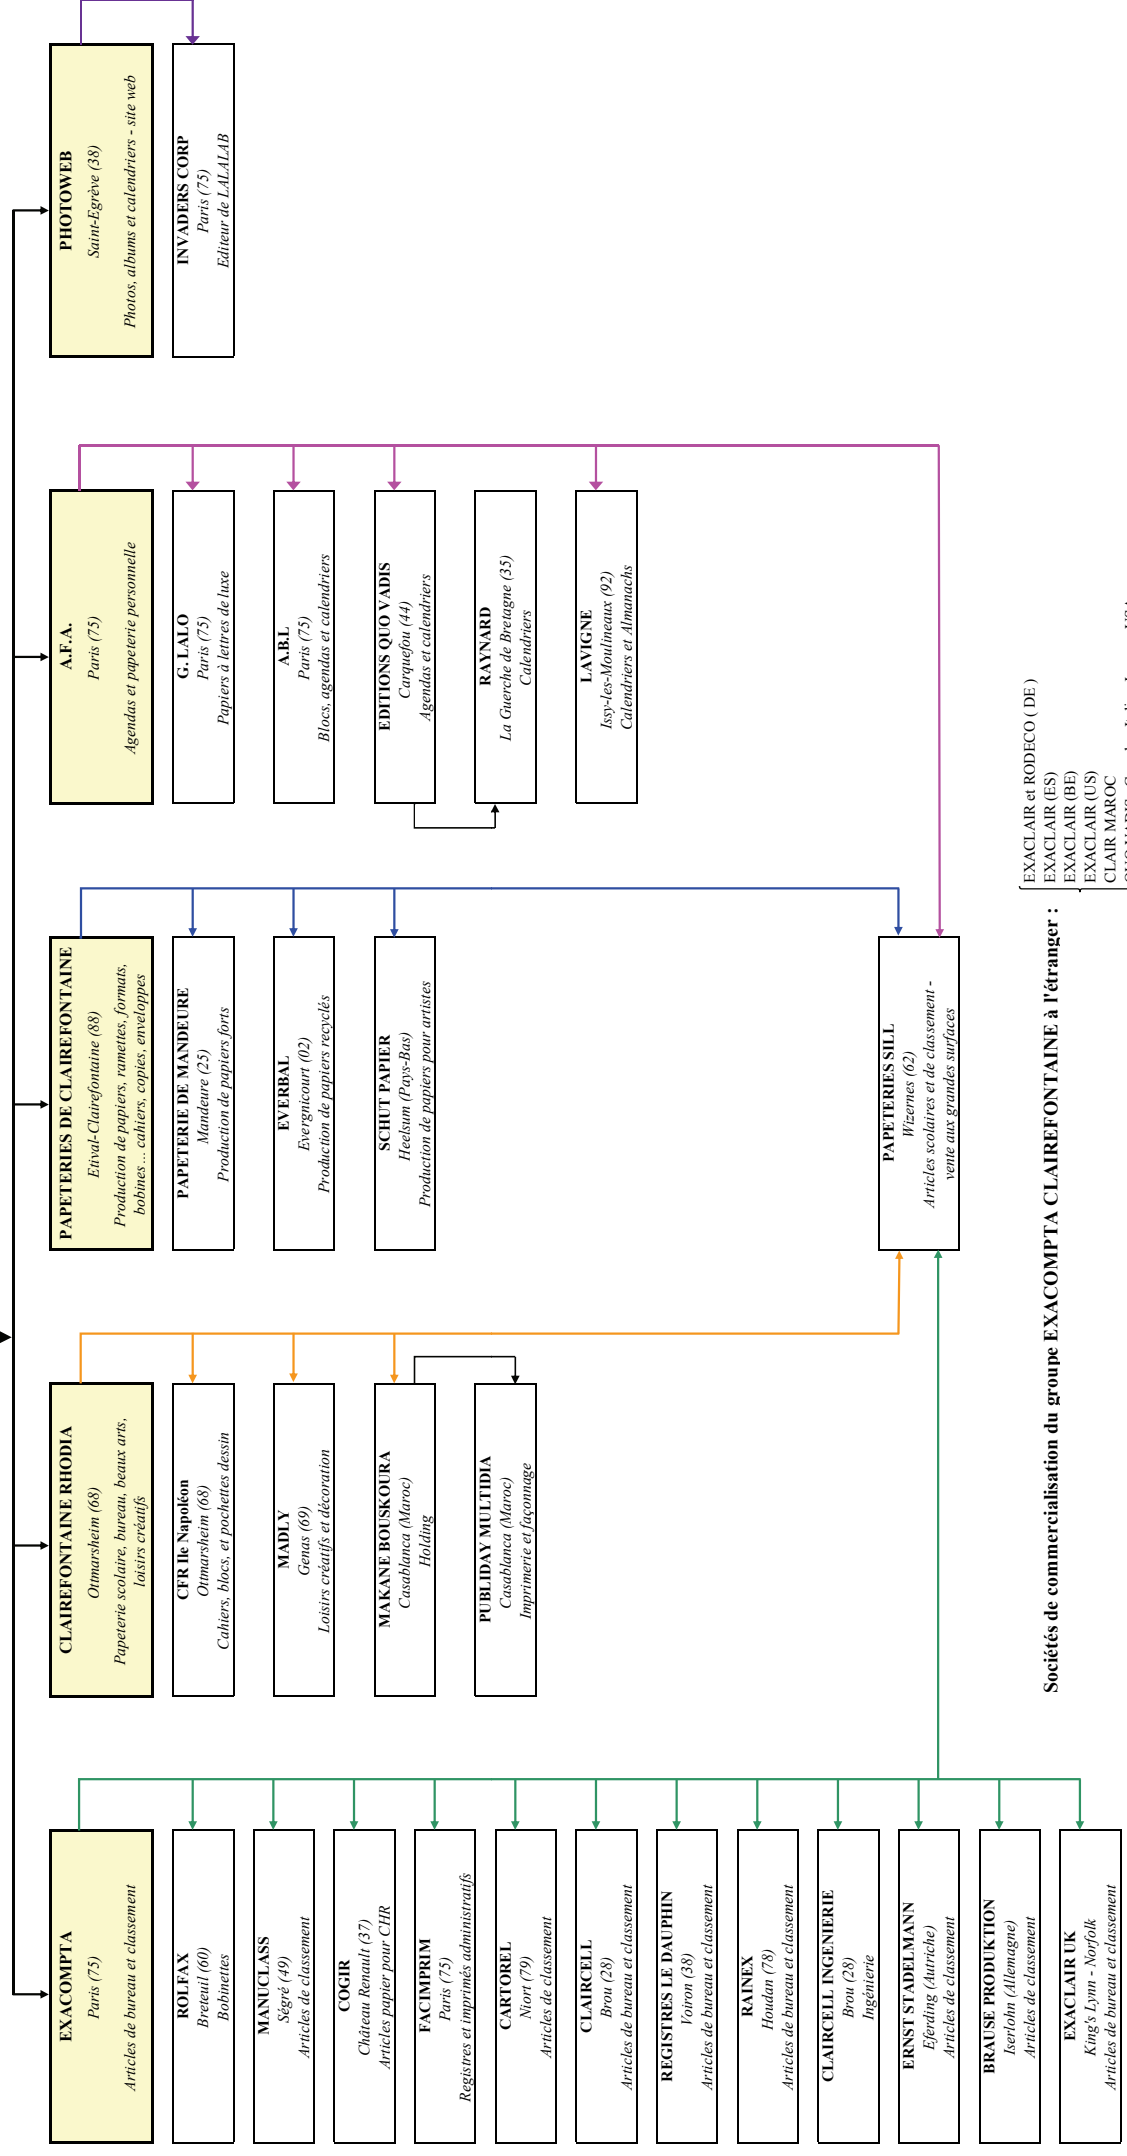 EXACOMPTA
Paris (75)
Articles de bureau et classement
ROLFAX
Breteuil (60)
Bobinettes
MANUCLASS
Ségré (49)
Articles de classement
COGIR
Château Renault (37)
Articles papier pour CHR
FACIMPRIM
Paris (75)
Registres et imprimés administratifs
CARTOREL
Niort (79)
Articles de classement
CLAIRCELL
Brou (28)
Articles de bureau et classement
REGISTRES LE DAUPHIN
Voiron (38)
Articles de bureau et classement
RAINEX
Houdan (78)
Articles de bureau et classement
CLAIRCELL INGENIERIE
Brou (28)
Ingénierie
ERNST STADELMANN
Eferding (Autriche)
Articles de classement
BRAUSE PRODUKTION
Iserlohn (Allemagne)
Articles de classement
EXACLAIR UK
King's Lynn - Norfolk
Articles de bureau et classement
CLAIREFONTAINE RHODIA
Ottmarsheim (68)
Papeterie scolaire, bureau, beaux arts,
loisirs créatifs
CFR Ile Napoléon
Ottmarsheim (68)
Cahiers, blocs, et pochettes dessin
MADLY
Genas (69)
Loisirs créatifs et décoration
MAKANE BOUSKOURA
Casablanca (Maroc)
Holding
PUBLIDAY MULTIDIA
Casablanca (Maroc)
Imprimerie et façonnage
PAPETERIES DE CLAIREFONTAINE
Etival-Clairefontaine (88)
Production de papiers, ramettes, formats,
bobines ... cahiers, copies, enveloppes
PAPETERIE DE MANDEURE
Mandeure (25)
Production de papiers forts
EVERBAL
Evergnicourt (02)
Production de papiers recyclés
SCHUT PAPIER
Heelsum (Pays-Bas)
Production de papiers pour artistes
PAPETERIES SILL
Wizernes (62)
Articles scolaires et de classement -
vente aux grandes surfaces
A.F.A.
Paris (75)
Agendas et papeterie personnelle
G. LALO
Paris (75)
Papiers à lettres de luxe
A.B.L
Paris (75)
Blocs, agendas et calendriers
EDITIONS QUO VADIS
Carquefou (44)
Agendas et calendriers
RAYNARD
La Guerche de Bretagne (35)
Calendriers
LAVIGNE
Issy-les-Moulineaux (92)
Calendriers et Almanachs
PHOTOWEB
Saint-Egrève (38)
Photos, albums et calendriers - site web
INVADERS CORP
Paris (75)
Editeur de LALALAB
Sociétés de commercialisation du groupe EXACOMPTA CLAIREFONTAINE à l'étranger :
EXACLAIR et RODECO ( DE )
EXACLAIR (ES)
EXACLAIR (BE)
EXACLAIR (US)
CLAIR MAROC